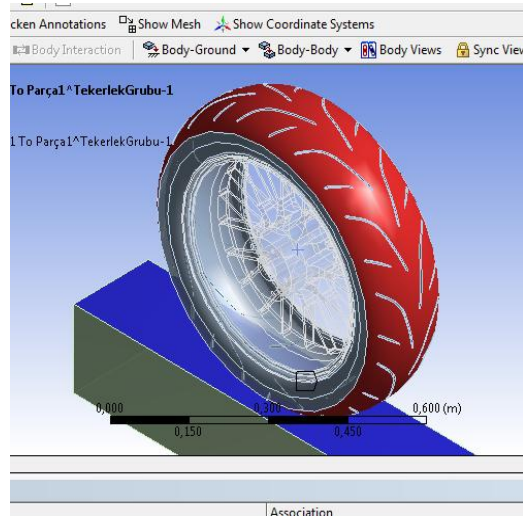 cken Annotations Show Mesh Show Coordinate Systems
Body Interaction Body-Ground Body-Body Body Views Sync View
To Parça1^TekerlekGrubu-1
1 To Parça1^TekerlekGrubu-1
0,000 0,300 0,600 (m)
0,150 0,450
Association